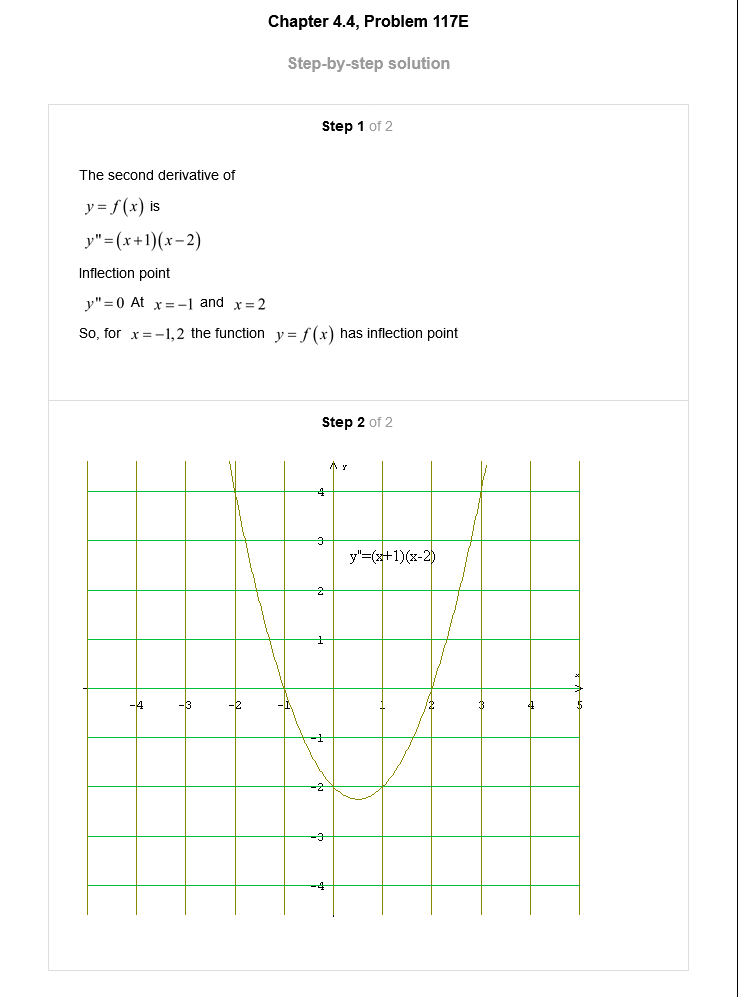 Chapter 4.4, Problem 117E
Step-by-step solution
Step 1 of 2
The second derivative of
y = f(x) is
y" = (x+1)(x−2)
Inflection point
y" = 0 At x = −1 and x = 2
So, for x = −1, 2 the function y = f(x) has inflection point
Step 2 of 2
Y
4
3
y"=(x+1)(x-2)
2
1
x
-4 -3 -2 -1 1 2 3 4 5
-1
-2
-3
-4